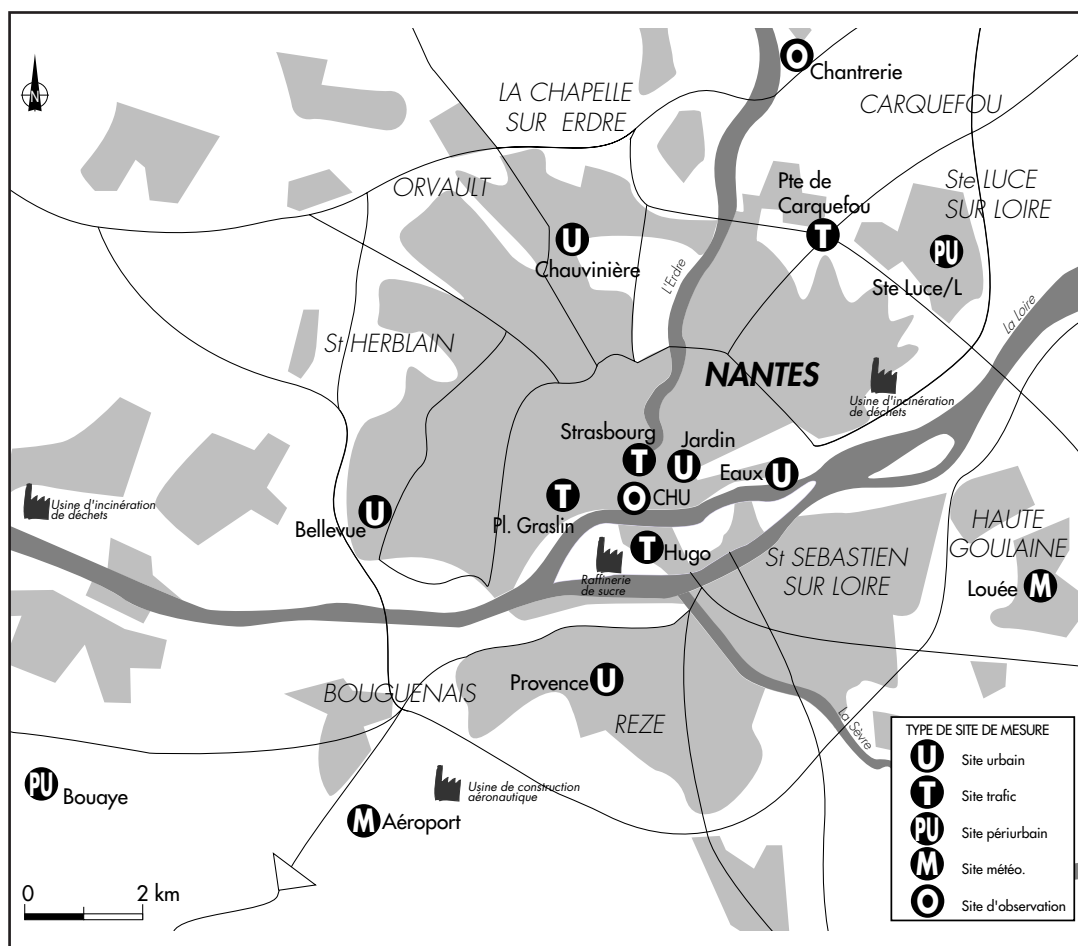 Chantrerie
LA CHAPELLE
SUR ERDRE
CARQUEFOU
N
ORVAULT
Pte de
Carquefou
Ste LUCE
SUR LOIRE
T
U
PU
Chauvinière
L'Erdre
Ste Luce/L
La Loire
St HERBLAIN
NANTES
Usine d'incinération
de déchets
Strasbourg
Jardin
T
U
Eaux
U
Usine d'incinération
de déchets
T
O
CHU
U
Bellevue
Pl. Graslin
HAUTE
GOULAINE
T
Hugo
St SEBASTIEN
SUR LOIRE
Raffinerie
de sucre
Louée
M
Provence
U
BOUGUENAIS
REZE
La Sèvre
PU
Bouaye
Usine de construction
aéronautique
M
Aéroport
0 2 km
TYPE DE SITE DE MESURE
U Site urbain
T Site trafic
PU Site périurbain
M Site météo.
O Site d'observation